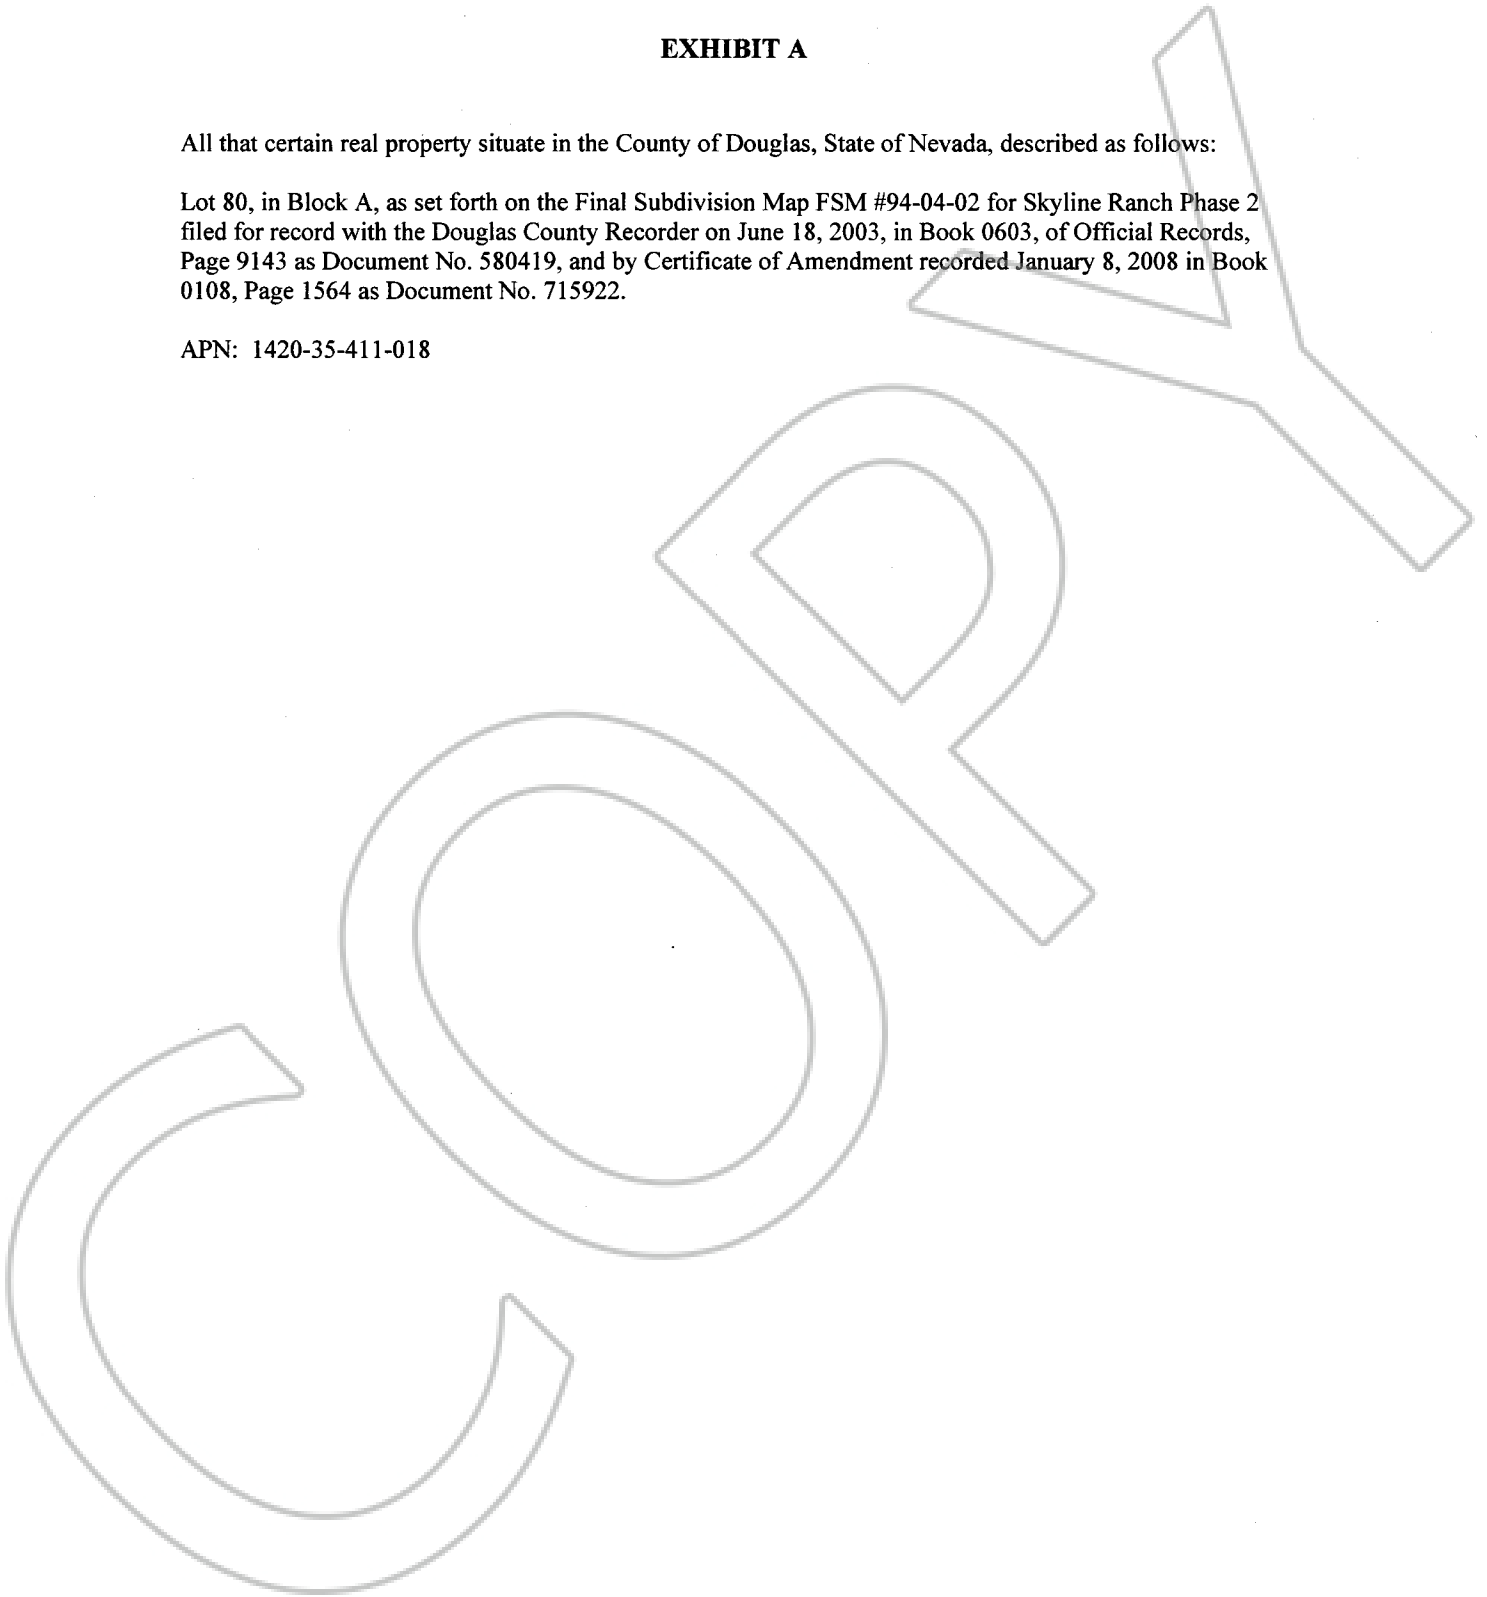 EXHIBIT A
All that certain real property situate in the County of Douglas, State of Nevada, described as follows:
Lot 80, in Block A, as set forth on the Final Subdivision Map FSM #94-04-02 for Skyline Ranch Phase 2
filed for record with the Douglas County Recorder on June 18, 2003, in Book 0603, of Official Records,
Page 9143 as Document No. 580419, and by Certificate of Amendment recorded January 8, 2008 in Book
0108, Page 1564 as Document No. 715922.
APN: 1420-35-411-018
COPY